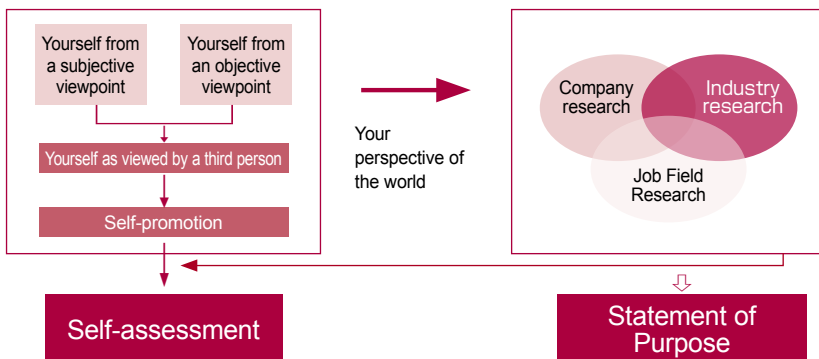 Yourself from
a subjective
viewpoint
Yourself from
an objective
viewpoint
Yourself as viewed by a third person
Self-promotion
Self-assessment
Your
perspective of
the world
Company
research
Industry
research
Job Field
Research
Statement of
Purpose